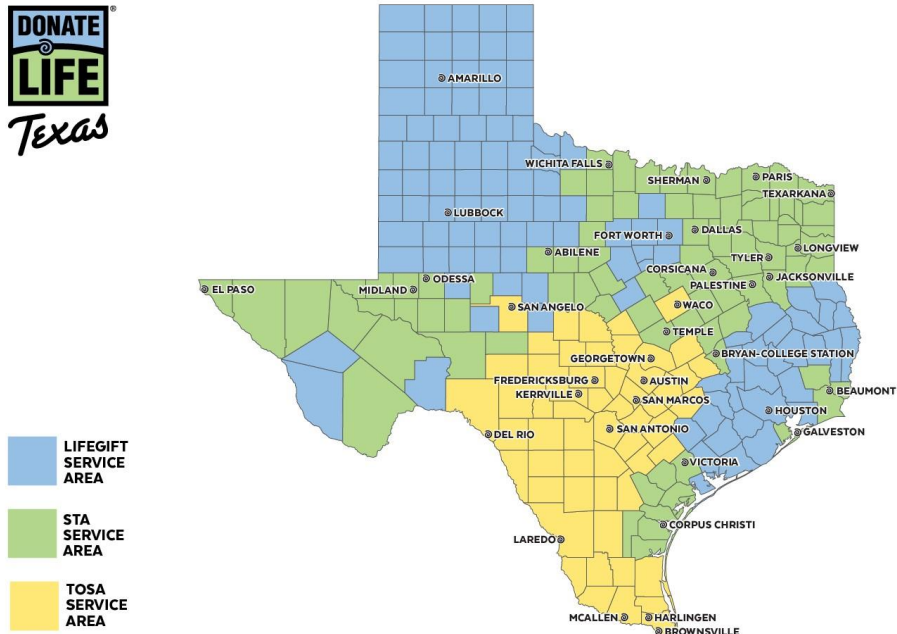 DONATE
LIFE
®
Texas
AMARILLO
WICHITA FALLS
SHERMAN
PARIS
TEXARKANA
LUBBOCK
FORT WORTH
DALLAS
ABILENE
TYLER
LONGVIEW
CORSICANA
JACKSONVILLE
PALESTINE
EL PASO
MIDLAND
ODESSA
SAN ANGELO
WACO
TEMPLE
GEORGETOWN
BRYAN-COLLEGE STATION
FREDERICKSBURG
AUSTIN
KERRVILLE
SAN MARCOS
BEAUMONT
HOUSTON
DEL RIO
SAN ANTONIO
GALVESTON
VICTORIA
CORPUS CHRISTI
LAREDO
MCALLEN
HARLINGEN
BROWNSVILLE
LIFEGIFT
SERVICE
AREA
STA
SERVICE
AREA
TOSA
SERVICE
AREA